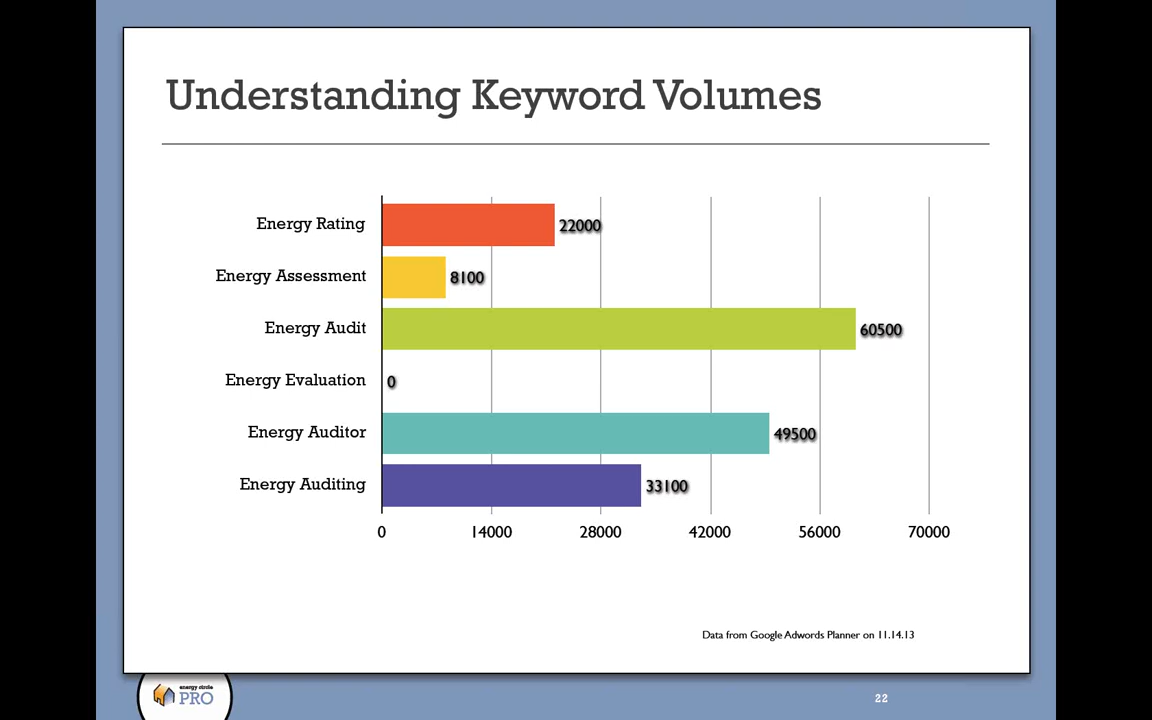 Understanding Keyword Volumes
Energy Rating 22000
Energy Assessment 8100
Energy Audit 60500
Energy Evaluation 0
Energy Auditor 49500
Energy Auditing 33100
0 14000 28000 42000 56000 70000
Data from Google Adwords Planner on 11.14.13
energy circle
PRO
22